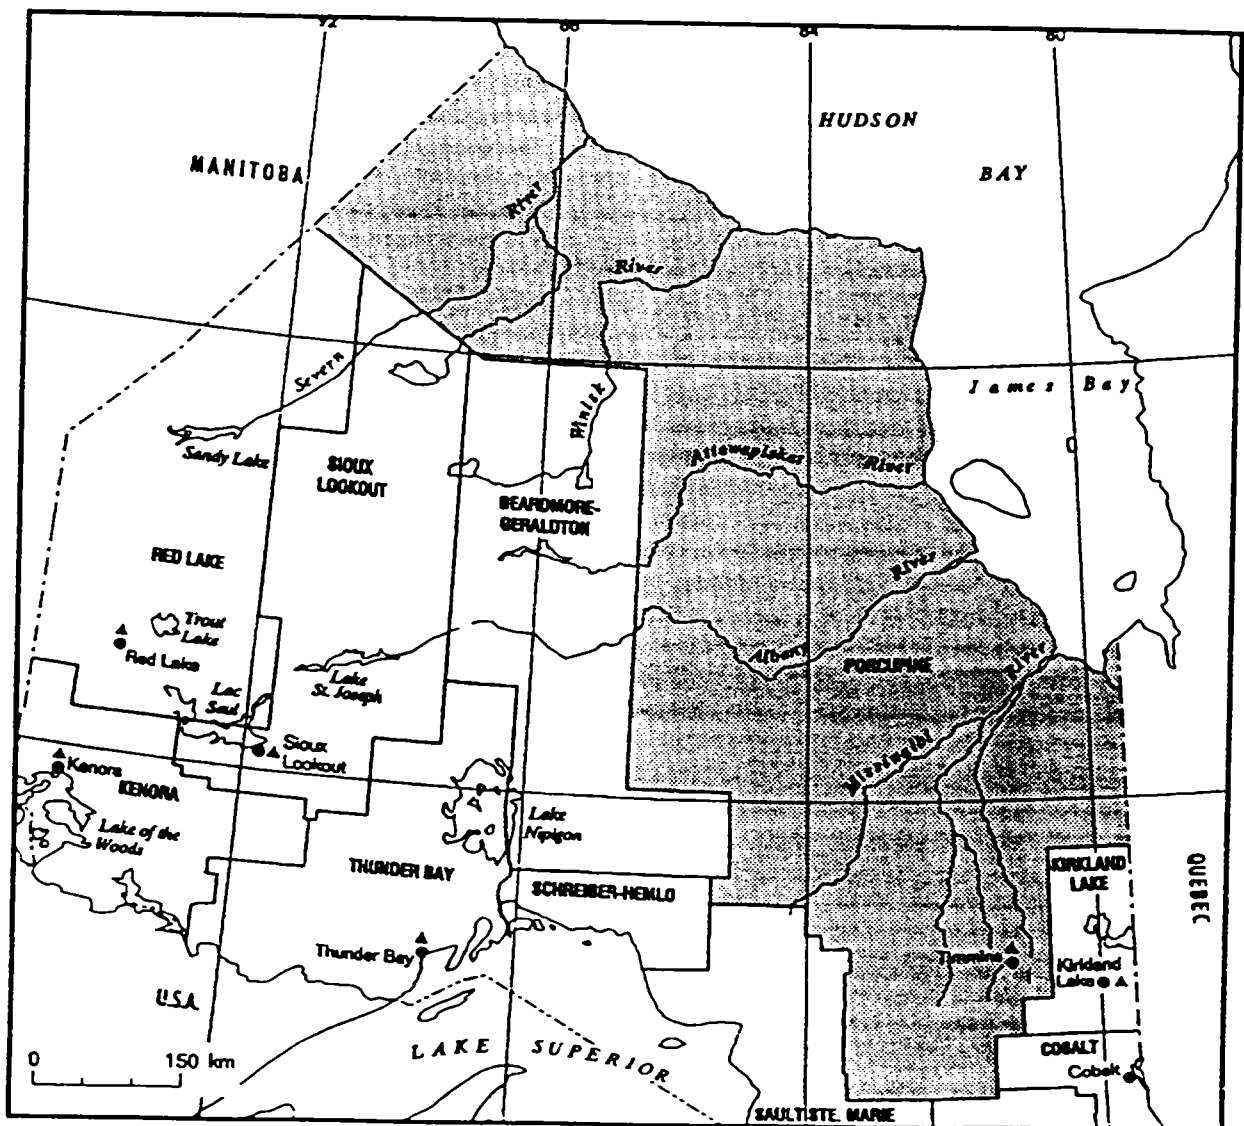 92
88
84
80
HUDSON
BAY
MANITOBA
River
River
Severn
Winisk
James Bay
Sandy Lake
SIOUX
LOOKOUT
Attawapiskat
River
BEARDMORE-
GERALDTON
RED LAKE
River
Trout
Lake
Red Lake
Albany
PORCUPINE
River
Lake
St. Joseph
Lac
Seul
Sioux
Lookout
Missinaibi
Kenora
KENORA
Lake of the
Woods
Lake
Nipigon
THUNDER BAY
SCHREIBER-HEMLO
KIRKLAND
LAKE
QUEBEC
Thunder Bay
Timmins
Kirkland
Lake
U.S.A.
0 150 km
LAKE SUPERIOR
COBALT
Cobalt
SAULT STE. MARIE